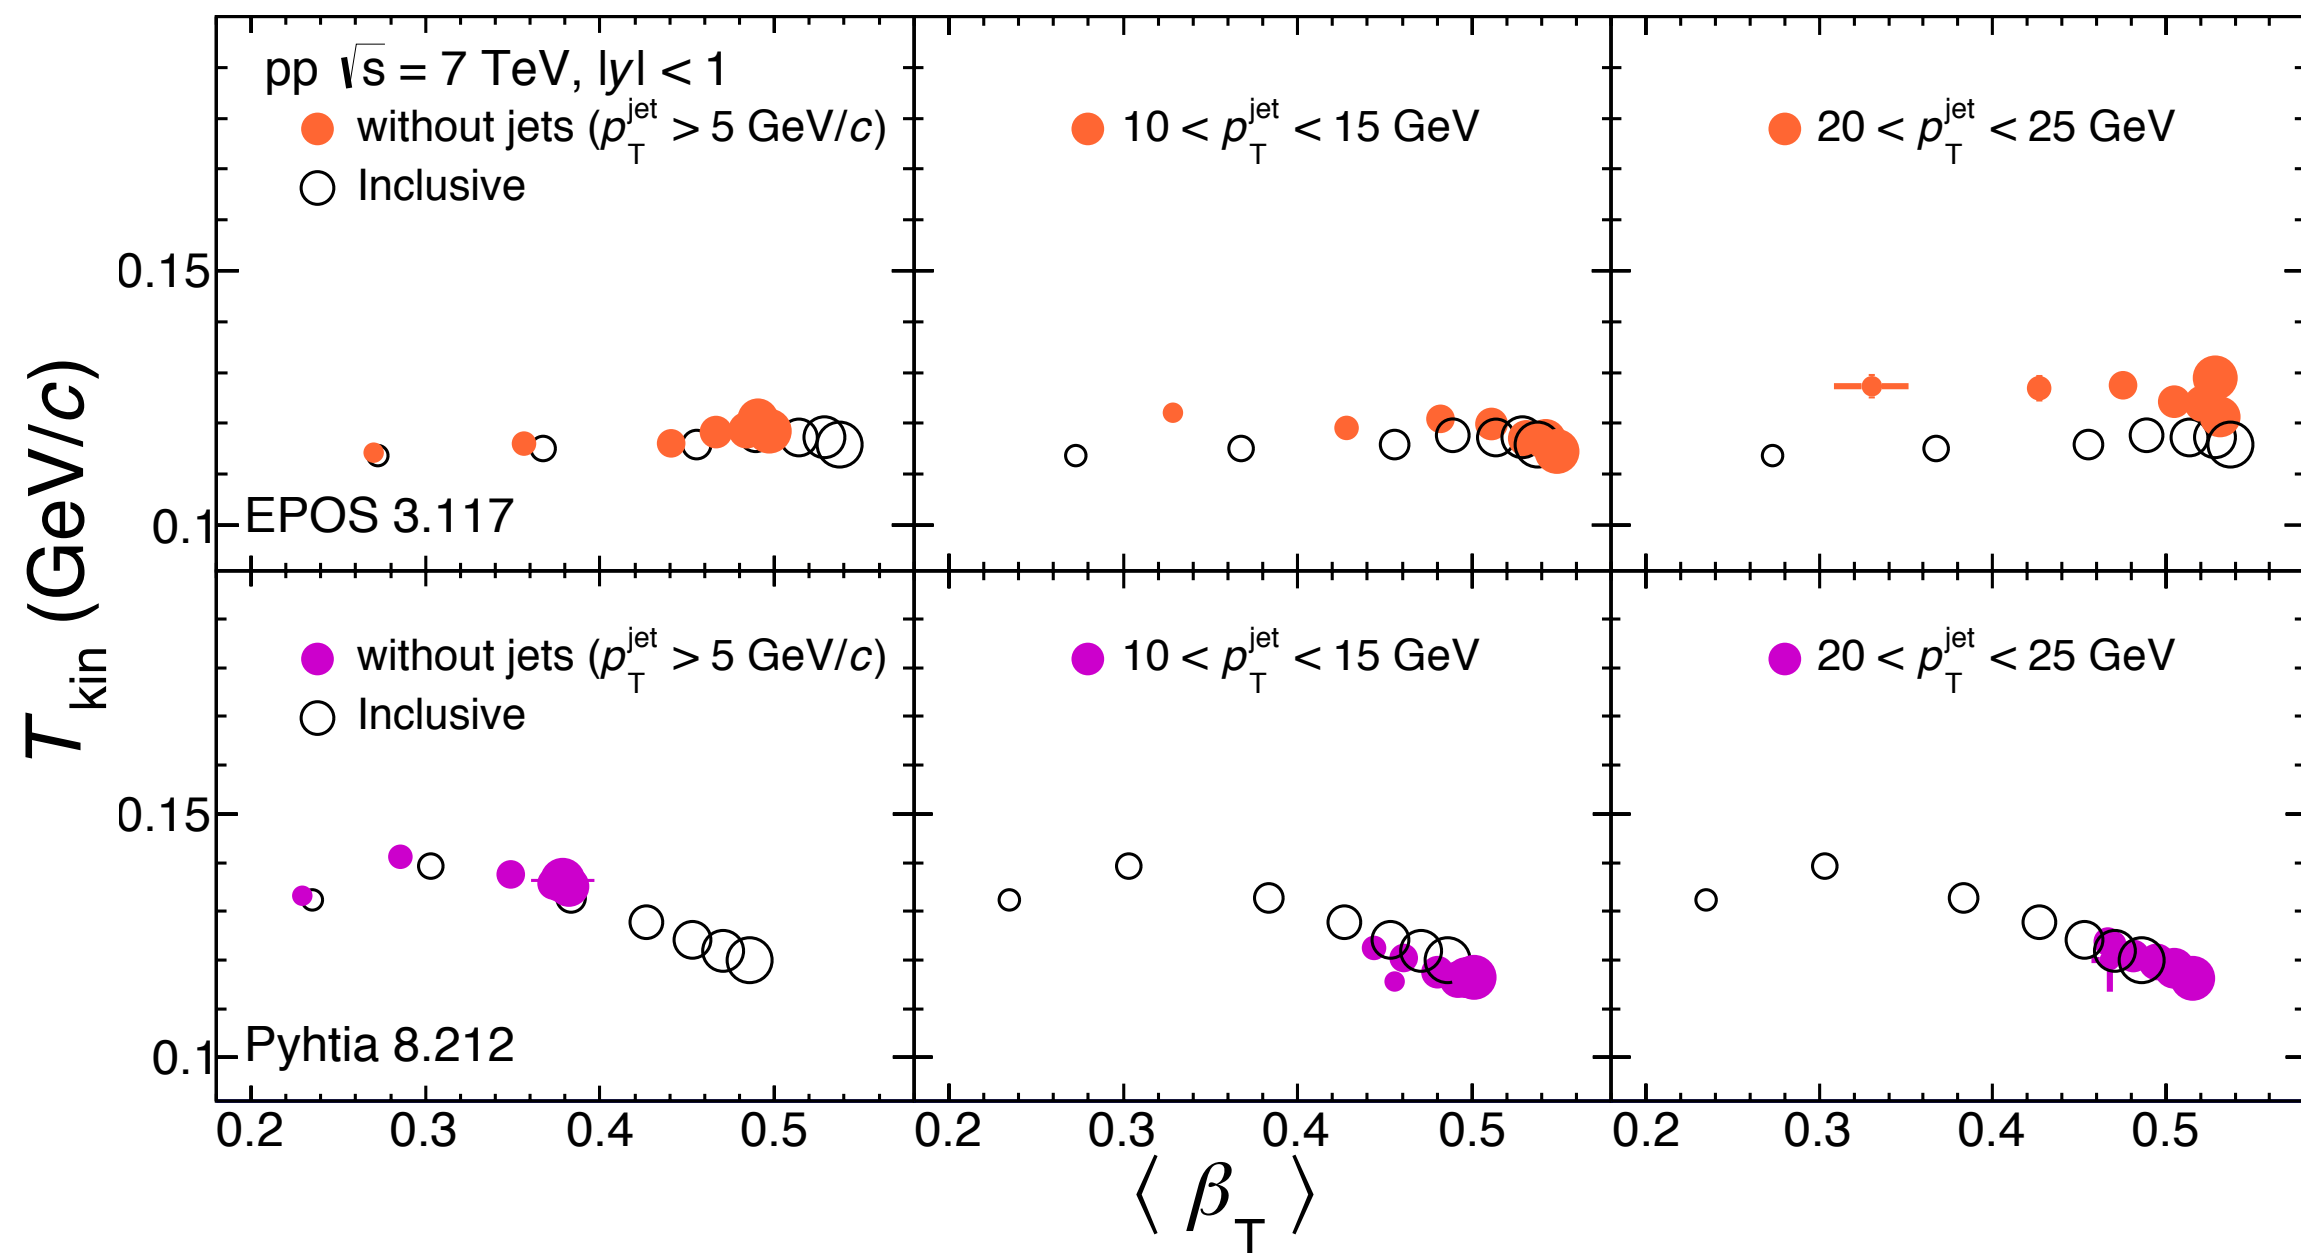 pp √s = 7 TeV, |y| < 1
without jets (p_T^jet > 5 GeV/c)
Inclusive
10 < p_T^jet < 15 GeV
20 < p_T^jet < 25 GeV
0.15
0.1
EPOS 3.117
T_kin (GeV/c)
without jets (p_T^jet > 5 GeV/c)
Inclusive
10 < p_T^jet < 15 GeV
20 < p_T^jet < 25 GeV
0.15
0.1
Pyhtia 8.212
0.2 0.3 0.4 0.5 0.2 0.3 0.4 0.5 0.2 0.3 0.4 0.5
⟨ β_T ⟩